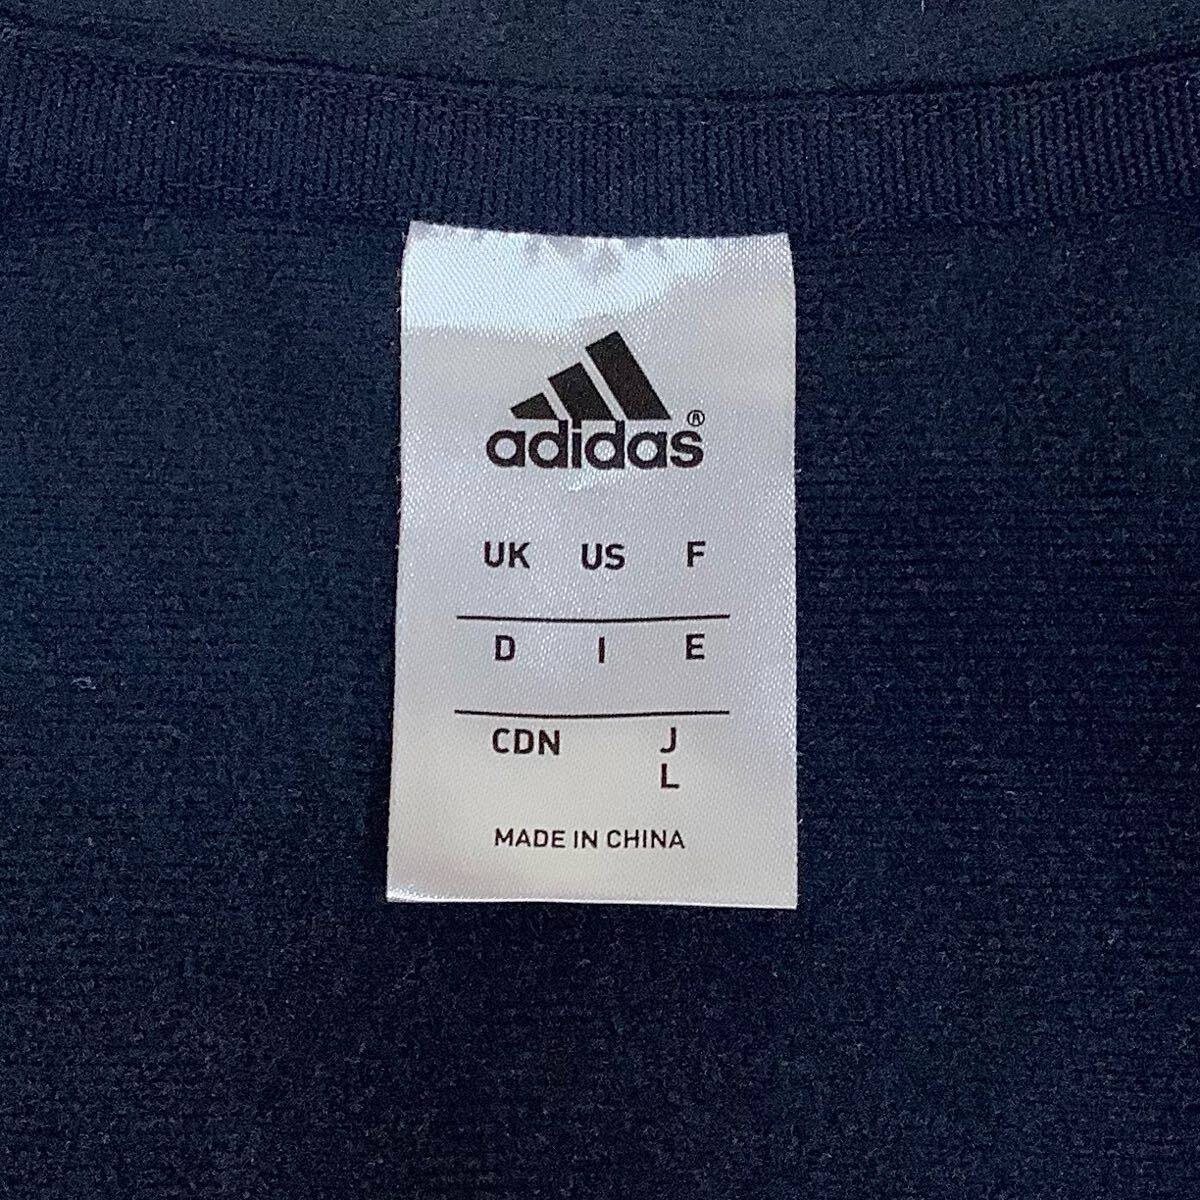 adidas®
UK US F
D I E
CDN J
L
MADE IN CHINA